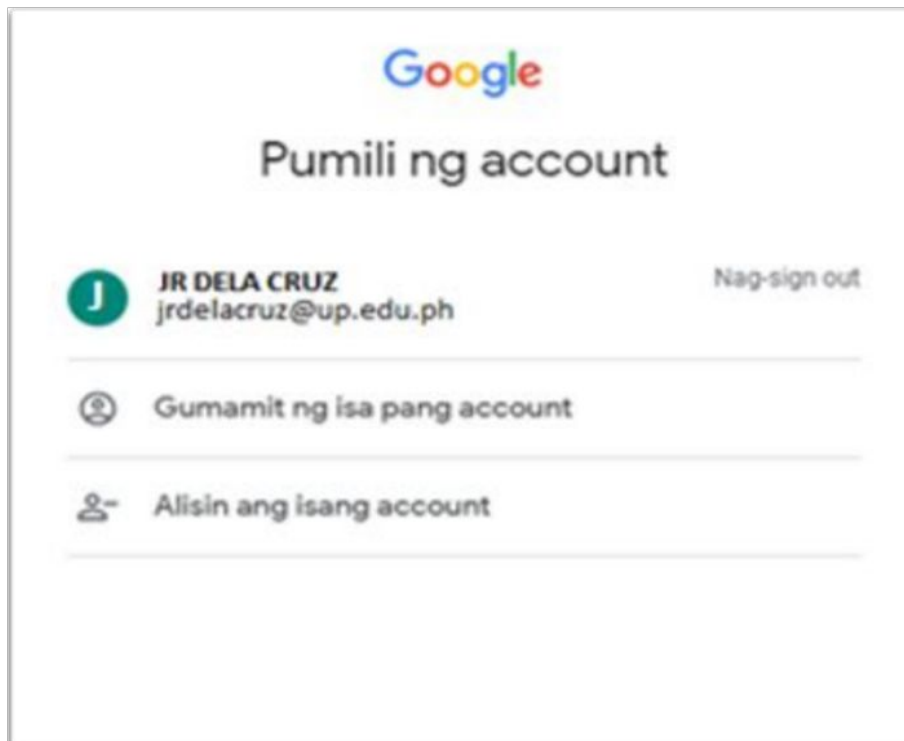 Google
Pumili ng account
J
JR DELA CRUZ
Nag-sign out
jrdelacruz@up.edu.ph
Gumamit ng isa pang account
Alisin ang isang account